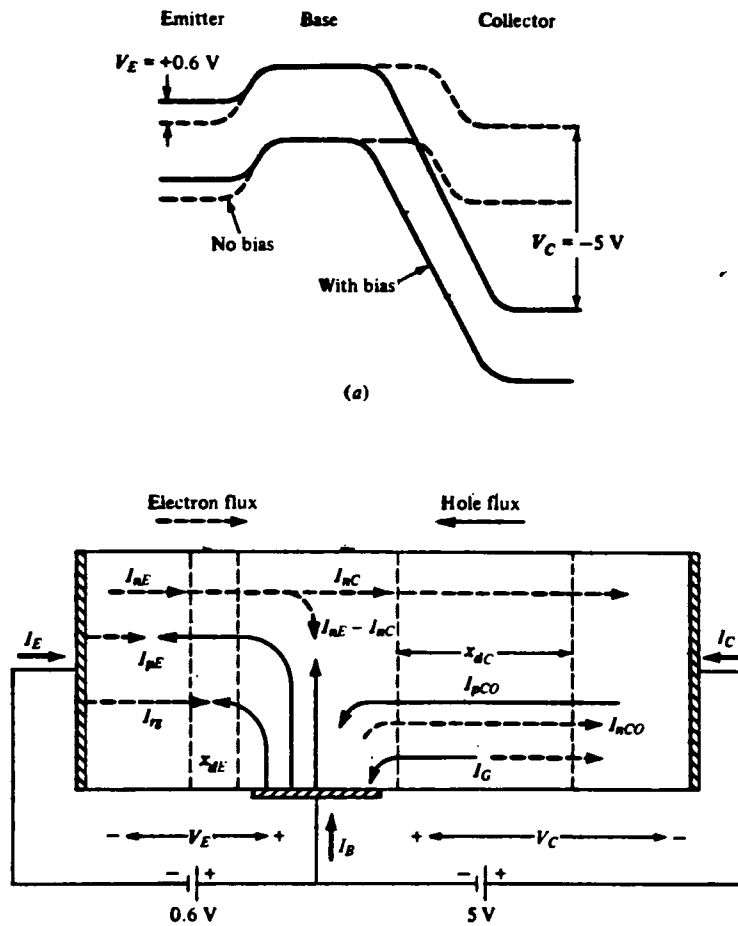 Emitter Base Collector
V_E = +0.6 V
No bias
With bias
V_C = −5 V
(a)
Electron flux Hole flux
I_nE I_nC
I_nE − I_nC
I_E I_C
I_pE x_dC
I_pCO
I_rg I_nCO
x_dE I_G
− V_E + I_B + V_C −
− + − +
0.6 V 5 V